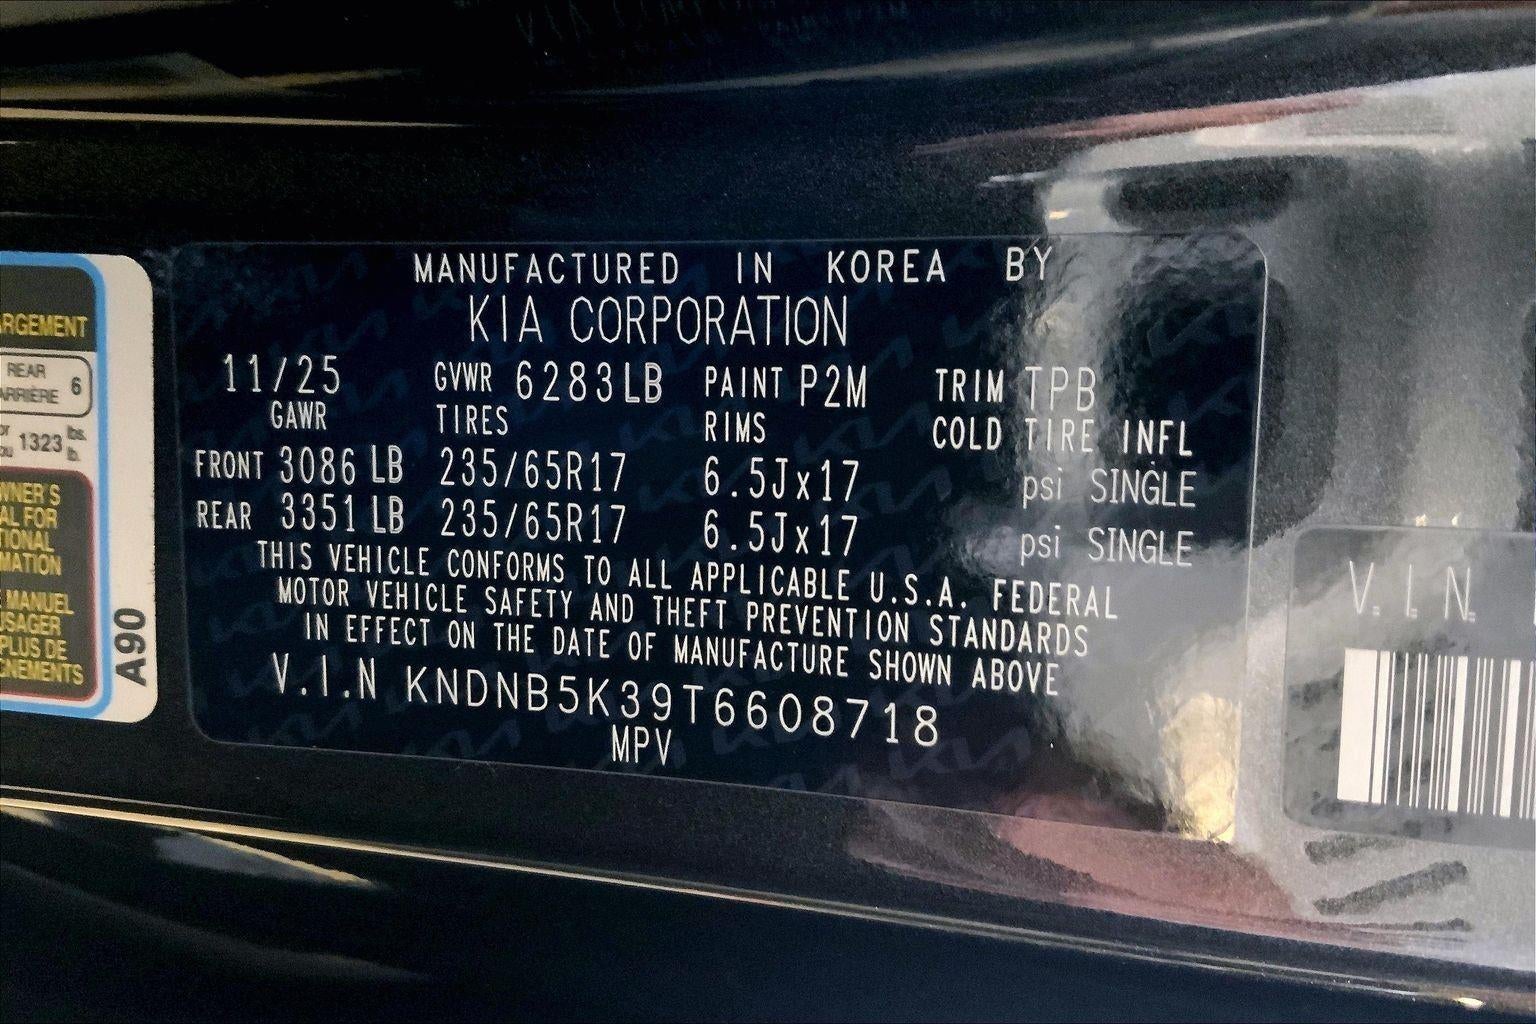 MANUFACTURED IN KOREA BY
KIA CORPORATION
11/25 GVWR 6283LB PAINT P2M TRIM TPB
GAWR TIRES RIMS COLD TIRE INFL
FRONT 3086 LB 235/65R17 6.5Jx17 psi SINGLE
REAR 3351 LB 235/65R17 6.5Jx17 psi SINGLE
THIS VEHICLE CONFORMS TO ALL APPLICABLE U.S.A. FEDERAL
MOTOR VEHICLE SAFETY AND THEFT PREVENTION STANDARDS
IN EFFECT ON THE DATE OF MANUFACTURE SHOWN ABOVE
V.I.N KNDNB5K39T6608718
MPV
REAR 6
1323 lbs.
MANUEL
PLUS DE
A90
V.I.N.